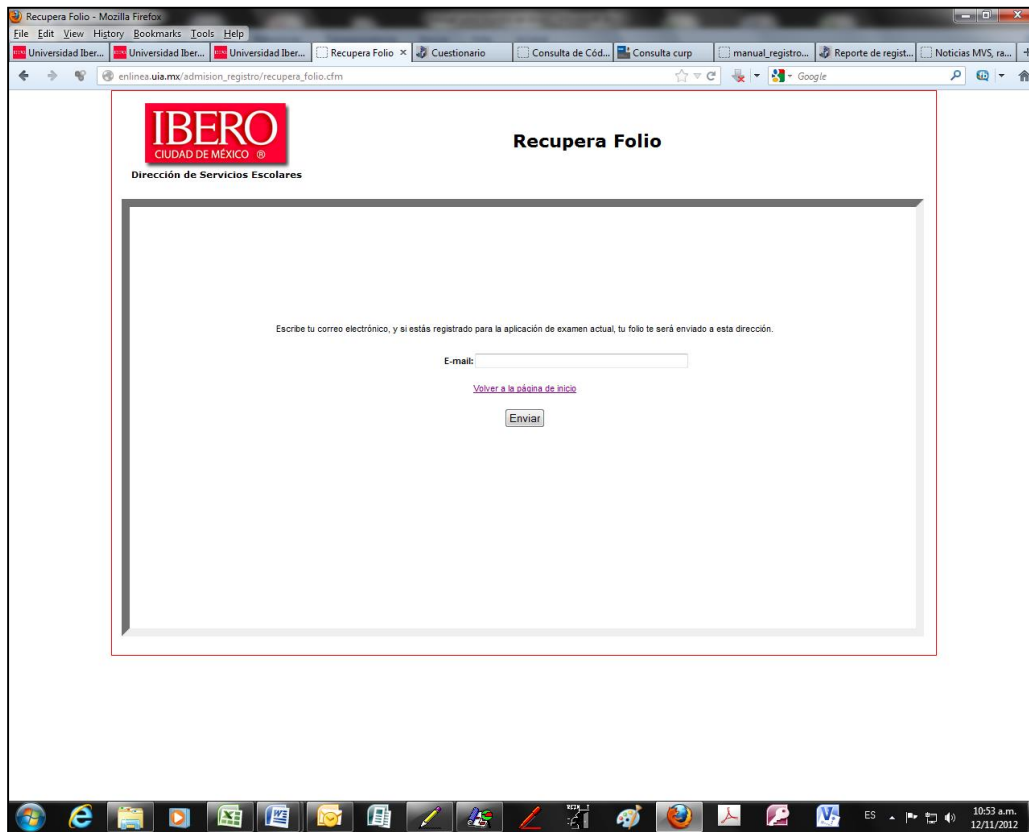 Recupera Folio - Mozilla Firefox
File Edit View History Bookmarks Tools Help
Universidad Iber... Universidad Iber... Universidad Iber... Recupera Folio Cuestionario Consulta de Cód... Consulta curp manual_registro... Reporte de regist... Noticias MVS, ra...
enlinea.uia.mx/admision_registro/recupera_folio.cfm Google
IBERO
CIUDAD DE MÉXICO ®
Dirección de Servicios Escolares
Recupera Folio
Escribe tu correo electrónico, y si estás registrado para la aplicación de examen actual, tu folio te será enviado a esta dirección.
E-mail:
Volver a la página de inicio
Enviar
ES
10:53 a.m.
12/11/2012